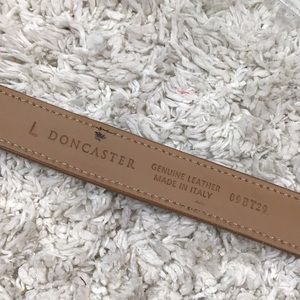 L DONCASTER
GENUINE LEATHER
MADE IN ITALY
09BT29